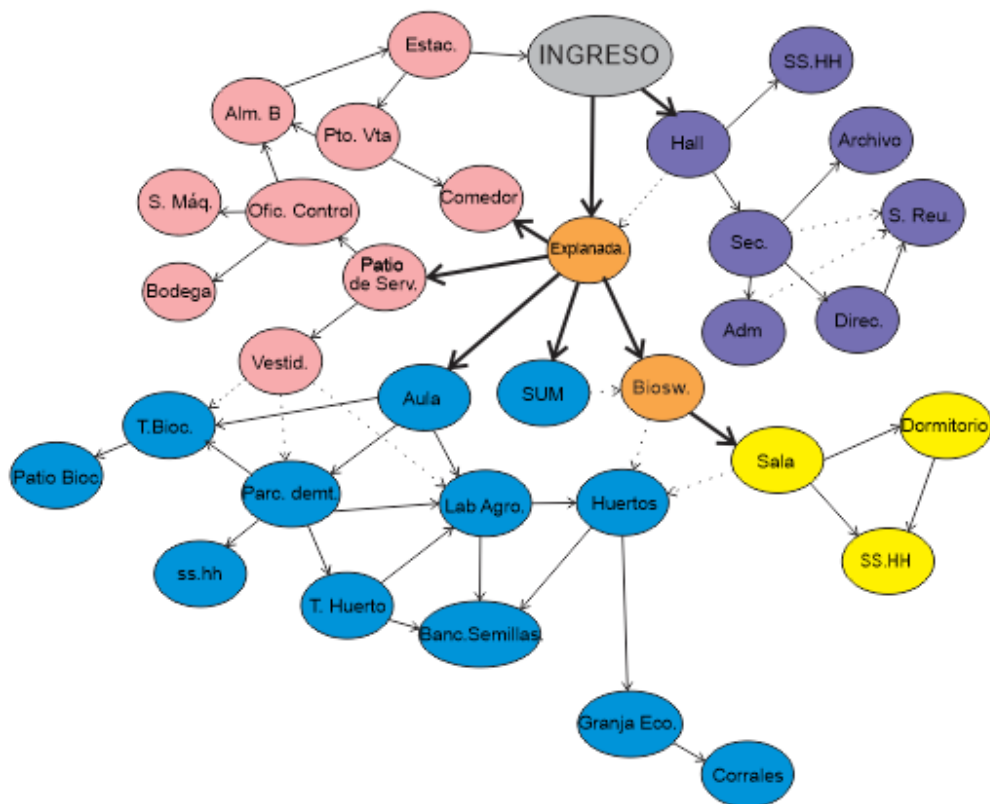 Estac.
INGRESO
SS.HH
Alm. B
Pto. Vta
Hall
Archivo
S. Máq.
Ofic. Control
Comedor
S. Reu.
Explanada.
Sec.
Patio
de Serv.
Bodega
Adm
Direc.
Vestid.
Aula
SUM
Biosw.
T.Bioc.
Dormitorio
Patio Bioc.
Sala
Parc. demt.
Lab Agro.
Huertos
ss.hh
SS.HH
T. Huerto
Banc.Semillas.
Granja Eco.
Corrales